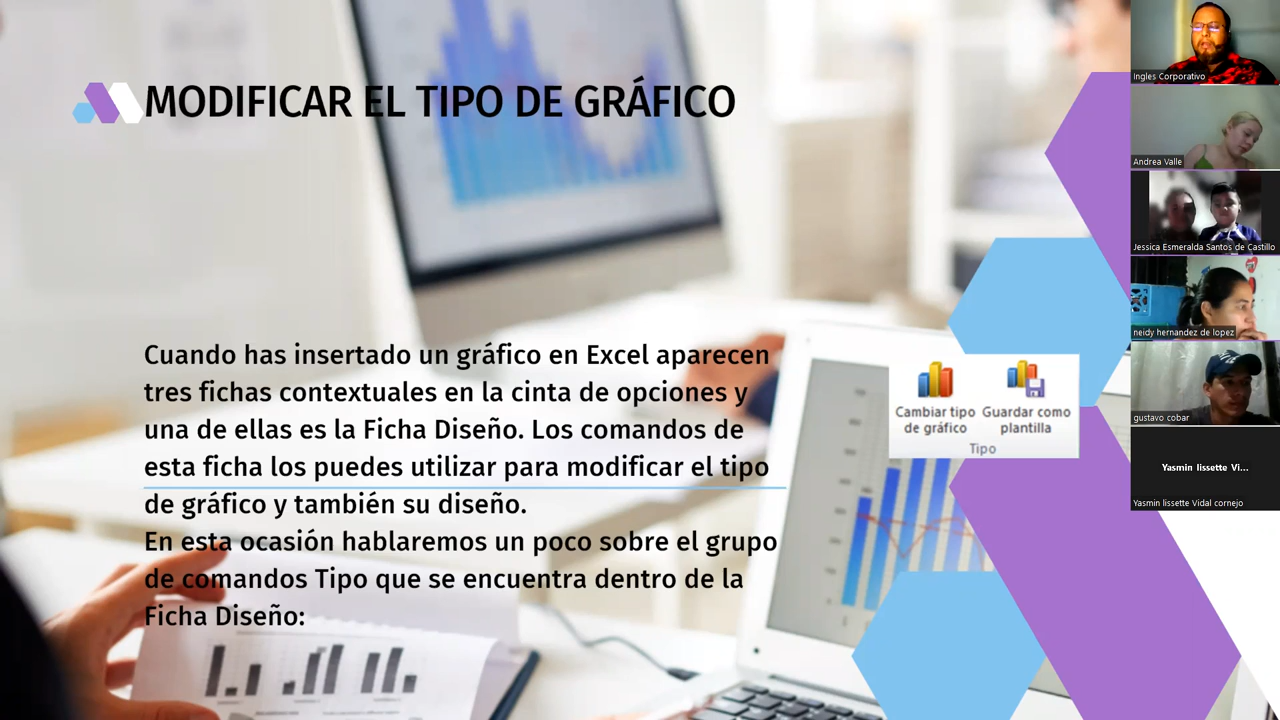 MODIFICAR EL TIPO DE GRÁFICO
Cuando has insertado un gráfico en Excel aparecen
tres fichas contextuales en la cinta de opciones y
una de ellas es la Ficha Diseño. Los comandos de
esta ficha los puedes utilizar para modificar el tipo
de gráfico y también su diseño.
En esta ocasión hablaremos un poco sobre el grupo
de comandos Tipo que se encuentra dentro de la
Ficha Diseño:
Cambiar tipo
de gráfico
Guardar como
plantilla
Tipo
Ingles Corporativo
Andrea Valle
Jessica Esmeralda Santos de Castillo
neidy hernandez de lopez
gustavo cobar
Yasmin lissette Vi...
Yasmin lissette Vidal cornejo